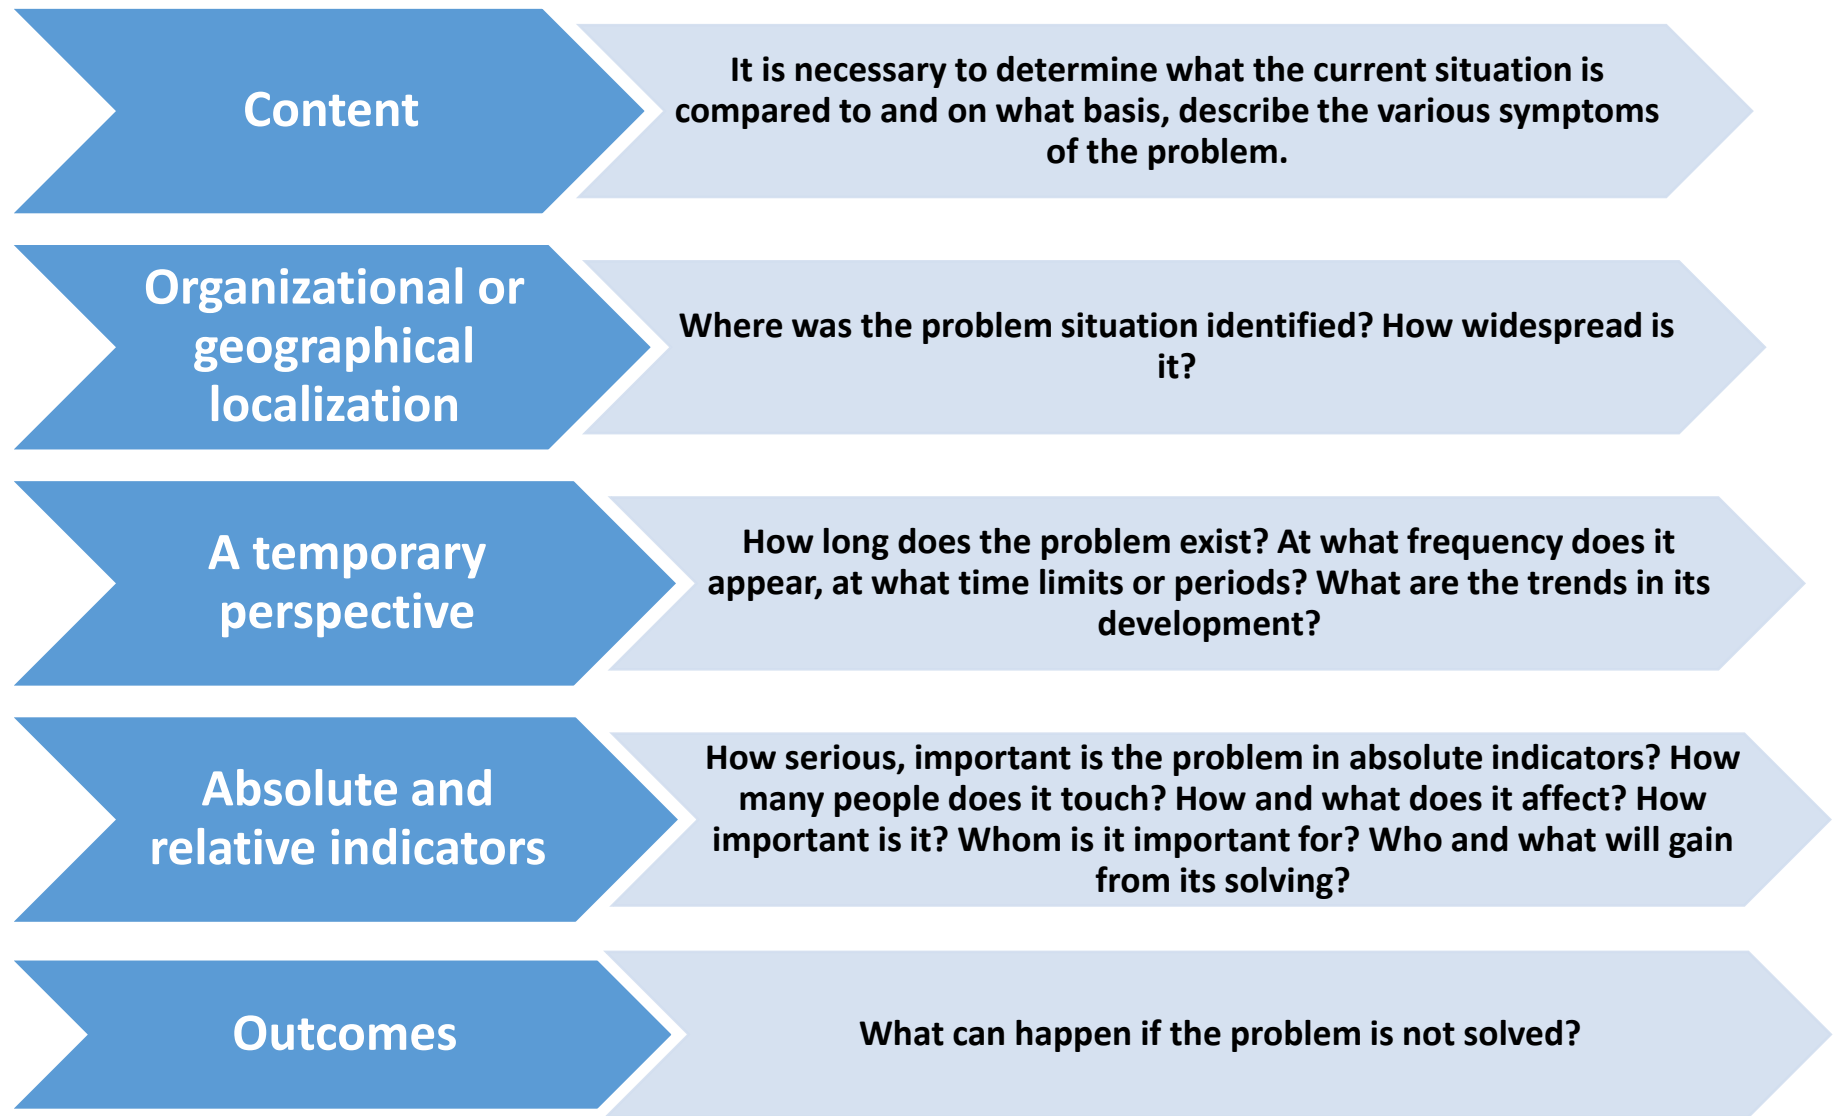 Content
It is necessary to determine what the current situation is
compared to and on what basis, describe the various symptoms
of the problem.
Organizational or
geographical
localization
Where was the problem situation identified? How widespread is
it?
A temporary
perspective
How long does the problem exist? At what frequency does it
appear, at what time limits or periods? What are the trends in its
development?
Absolute and
relative indicators
How serious, important is the problem in absolute indicators? How
many people does it touch? How and what does it affect? How
important is it? Whom is it important for? Who and what will gain
from its solving?
Outcomes
What can happen if the problem is not solved?